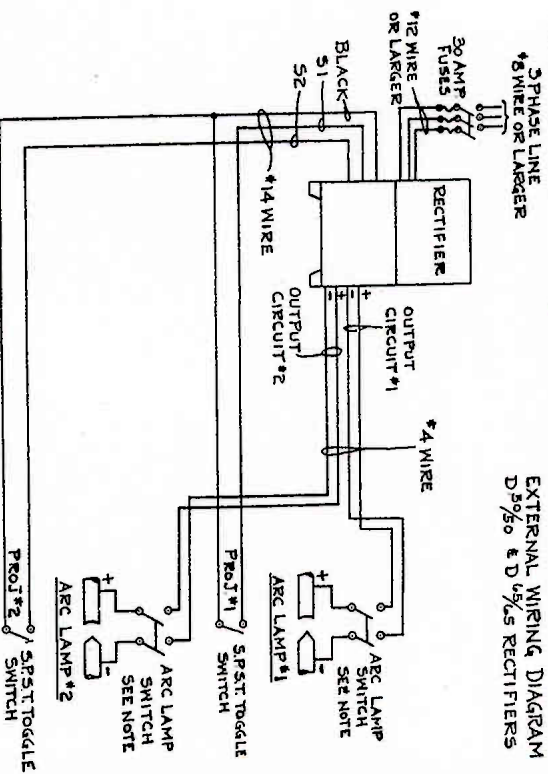 EXTERNAL WIRING DIAGRAM
D 50/50 & D 65/65 RECTIFIERS
3 PHASE LINE
#8 WIRE OR LARGER
30 AMP.
FUSES
#12 WIRE
OR LARGER
RECTIFIER
BLACK
S1
S2
#14 WIRE
+
-
+
-
OUTPUT
CIRCUIT #1
OUTPUT
CIRCUIT #2
#4 WIRE
+
-
ARC LAMP #1
ARC LAMP
SWITCH
SEE NOTE
PROJ #1
S.P.S.T. TOGGLE
SWITCH
+
-
ARC LAMP #2
ARC LAMP
SWITCH
SEE NOTE
PROJ #2
S.P.S.T. TOGGLE
SWITCH